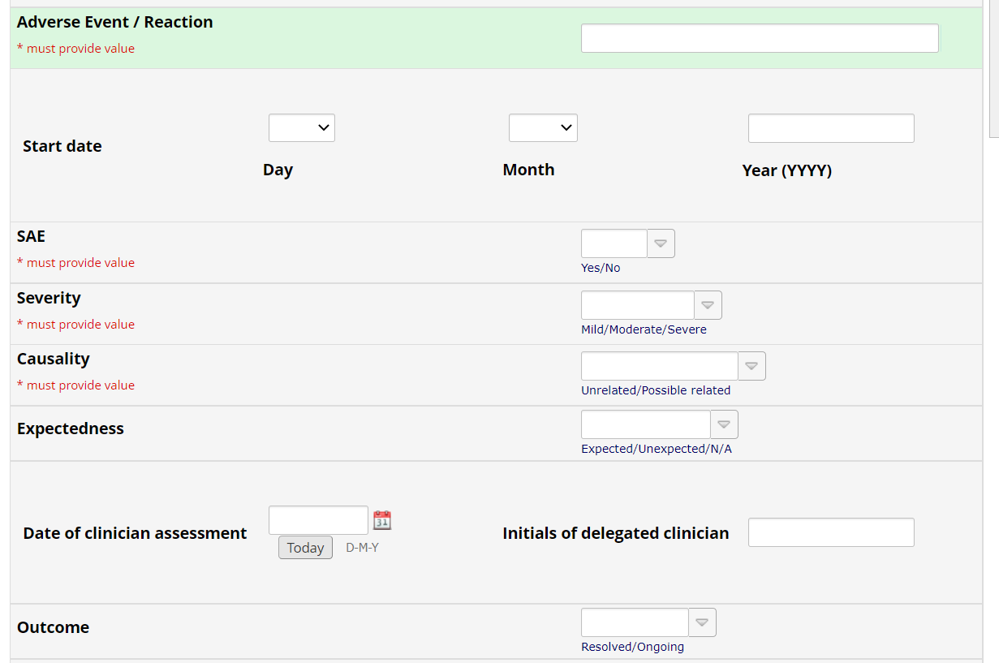 Adverse Event / Reaction
* must provide value
Start date
Day
Month
Year (YYYY)
SAE
* must provide value
Yes/No
Severity
* must provide value
Mild/Moderate/Severe
Causality
* must provide value
Unrelated/Possible related
Expectedness
Expected/Unexpected/N/A
Date of clinician assessment
31
Today D-M-Y
Initials of delegated clinician
Outcome
Resolved/Ongoing